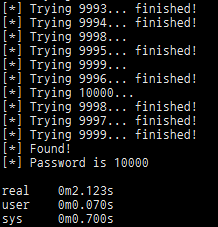 [*] Trying 9993... finished!
[*] Trying 9994... finished!
[*] Trying 9998...
[*] Trying 9995... finished!
[*] Trying 9999...
[*] Trying 9996... finished!
[*] Trying 10000...
[*] Trying 9998... finished!
[*] Trying 9997... finished!
[*] Trying 9999... finished!
[*] Found!
[*] Password is 10000
real 0m2.123s
user 0m0.070s
sys 0m0.700s